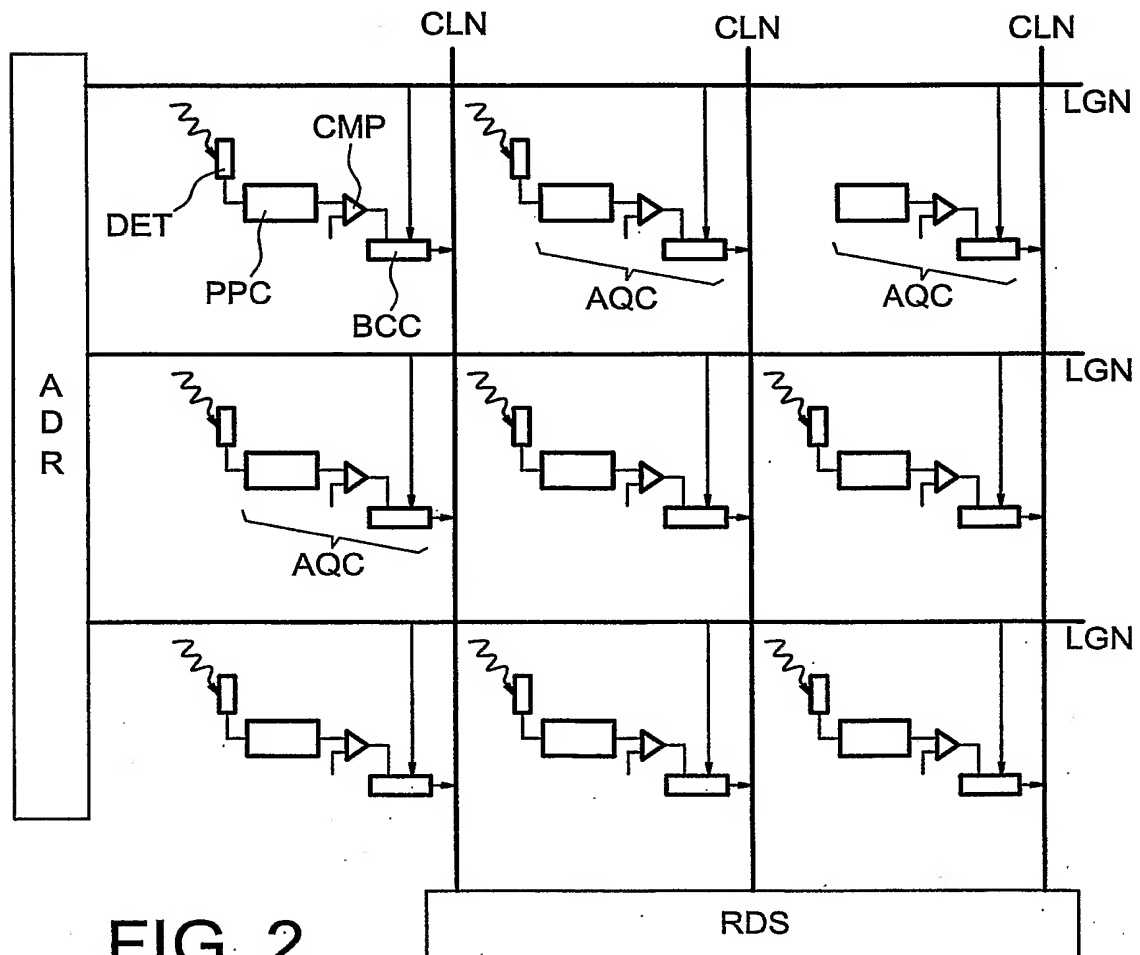 CLN CLN CLN
LGN
CMP
DET
PPC
BCC
AQC AQC
LGN
A
D
R
AQC
LGN
RDS
FIG. 2